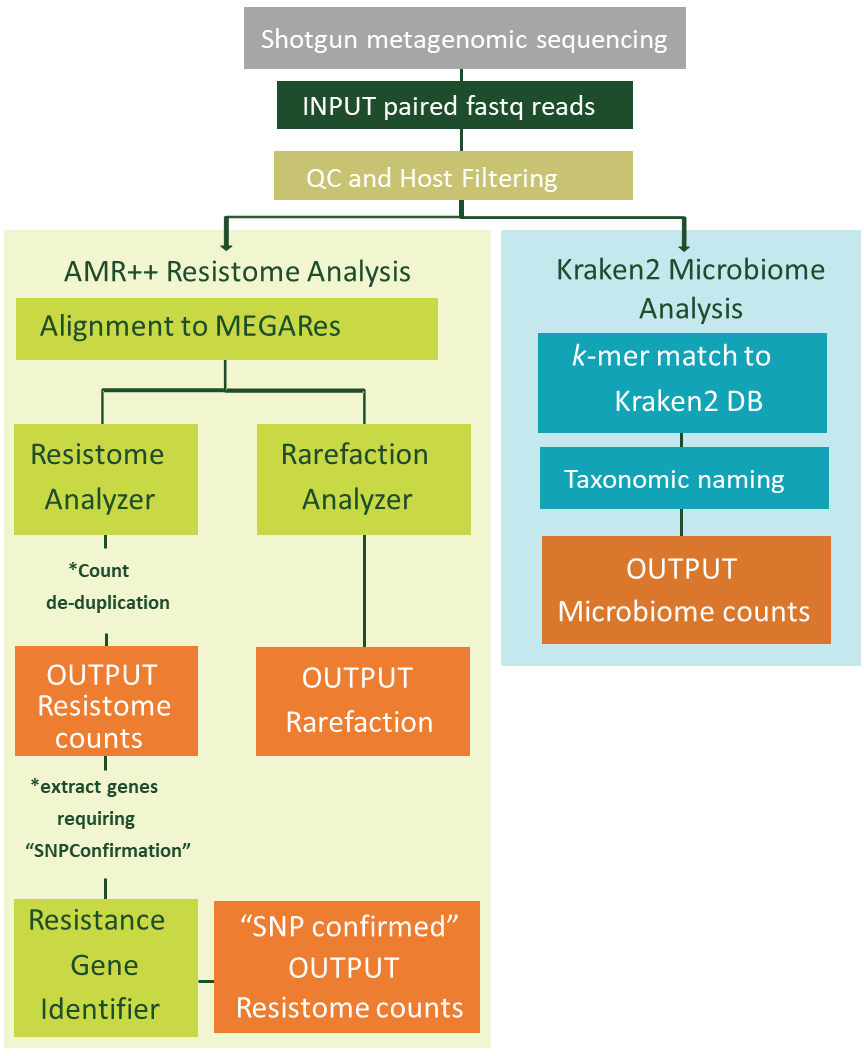 Shotgun metagenomic sequencing
INPUT paired fastq reads
QC and Host Filtering
AMR++ Resistome Analysis
Alignment to MEGARes
Resistome
Analyzer
Rarefaction
Analyzer
*Count
de-duplication
OUTPUT
Resistome
counts
OUTPUT
Rarefaction
*extract genes
requiring
“SNPConfirmation”
Resistance
Gene
Identifier
“SNP confirmed”
OUTPUT
Resistome counts
Kraken2 Microbiome
Analysis
k-mer match to
Kraken2 DB
Taxonomic naming
OUTPUT
Microbiome counts